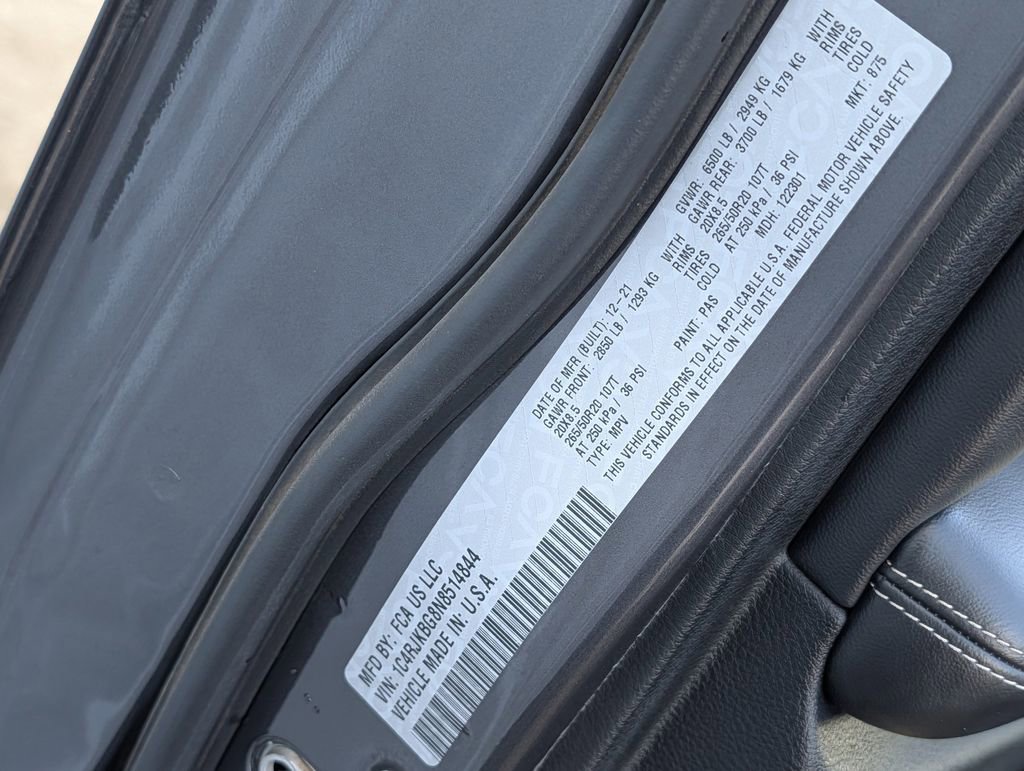 MFD BY: FCA US LLC
VIN: 1C4RJKBG8N8514844
VEHICLE MADE IN: U.S.A.
DATE OF MFR (BUILT): 12-21 GVWR: 6500 LB / 2949 KG
GAWR FRONT: 2850 LB / 1293 KG WITH GAWR REAR: 3700 LB / 1679 KG WITH
20X8.5 RIMS 20X8.5 RIMS
265/50R20 107T TIRES 265/50R20 107T TIRES
AT 250 kPa / 36 PSI COLD AT 250 kPa / 36 PSI COLD
TYPE: MPV PAINT: PAS MDH: 122301 MKT: 875
THIS VEHICLE CONFORMS TO ALL APPLICABLE U.S.A. FEDERAL MOTOR VEHICLE SAFETY
STANDARDS IN EFFECT ON THE DATE OF MANUFACTURE SHOWN ABOVE.